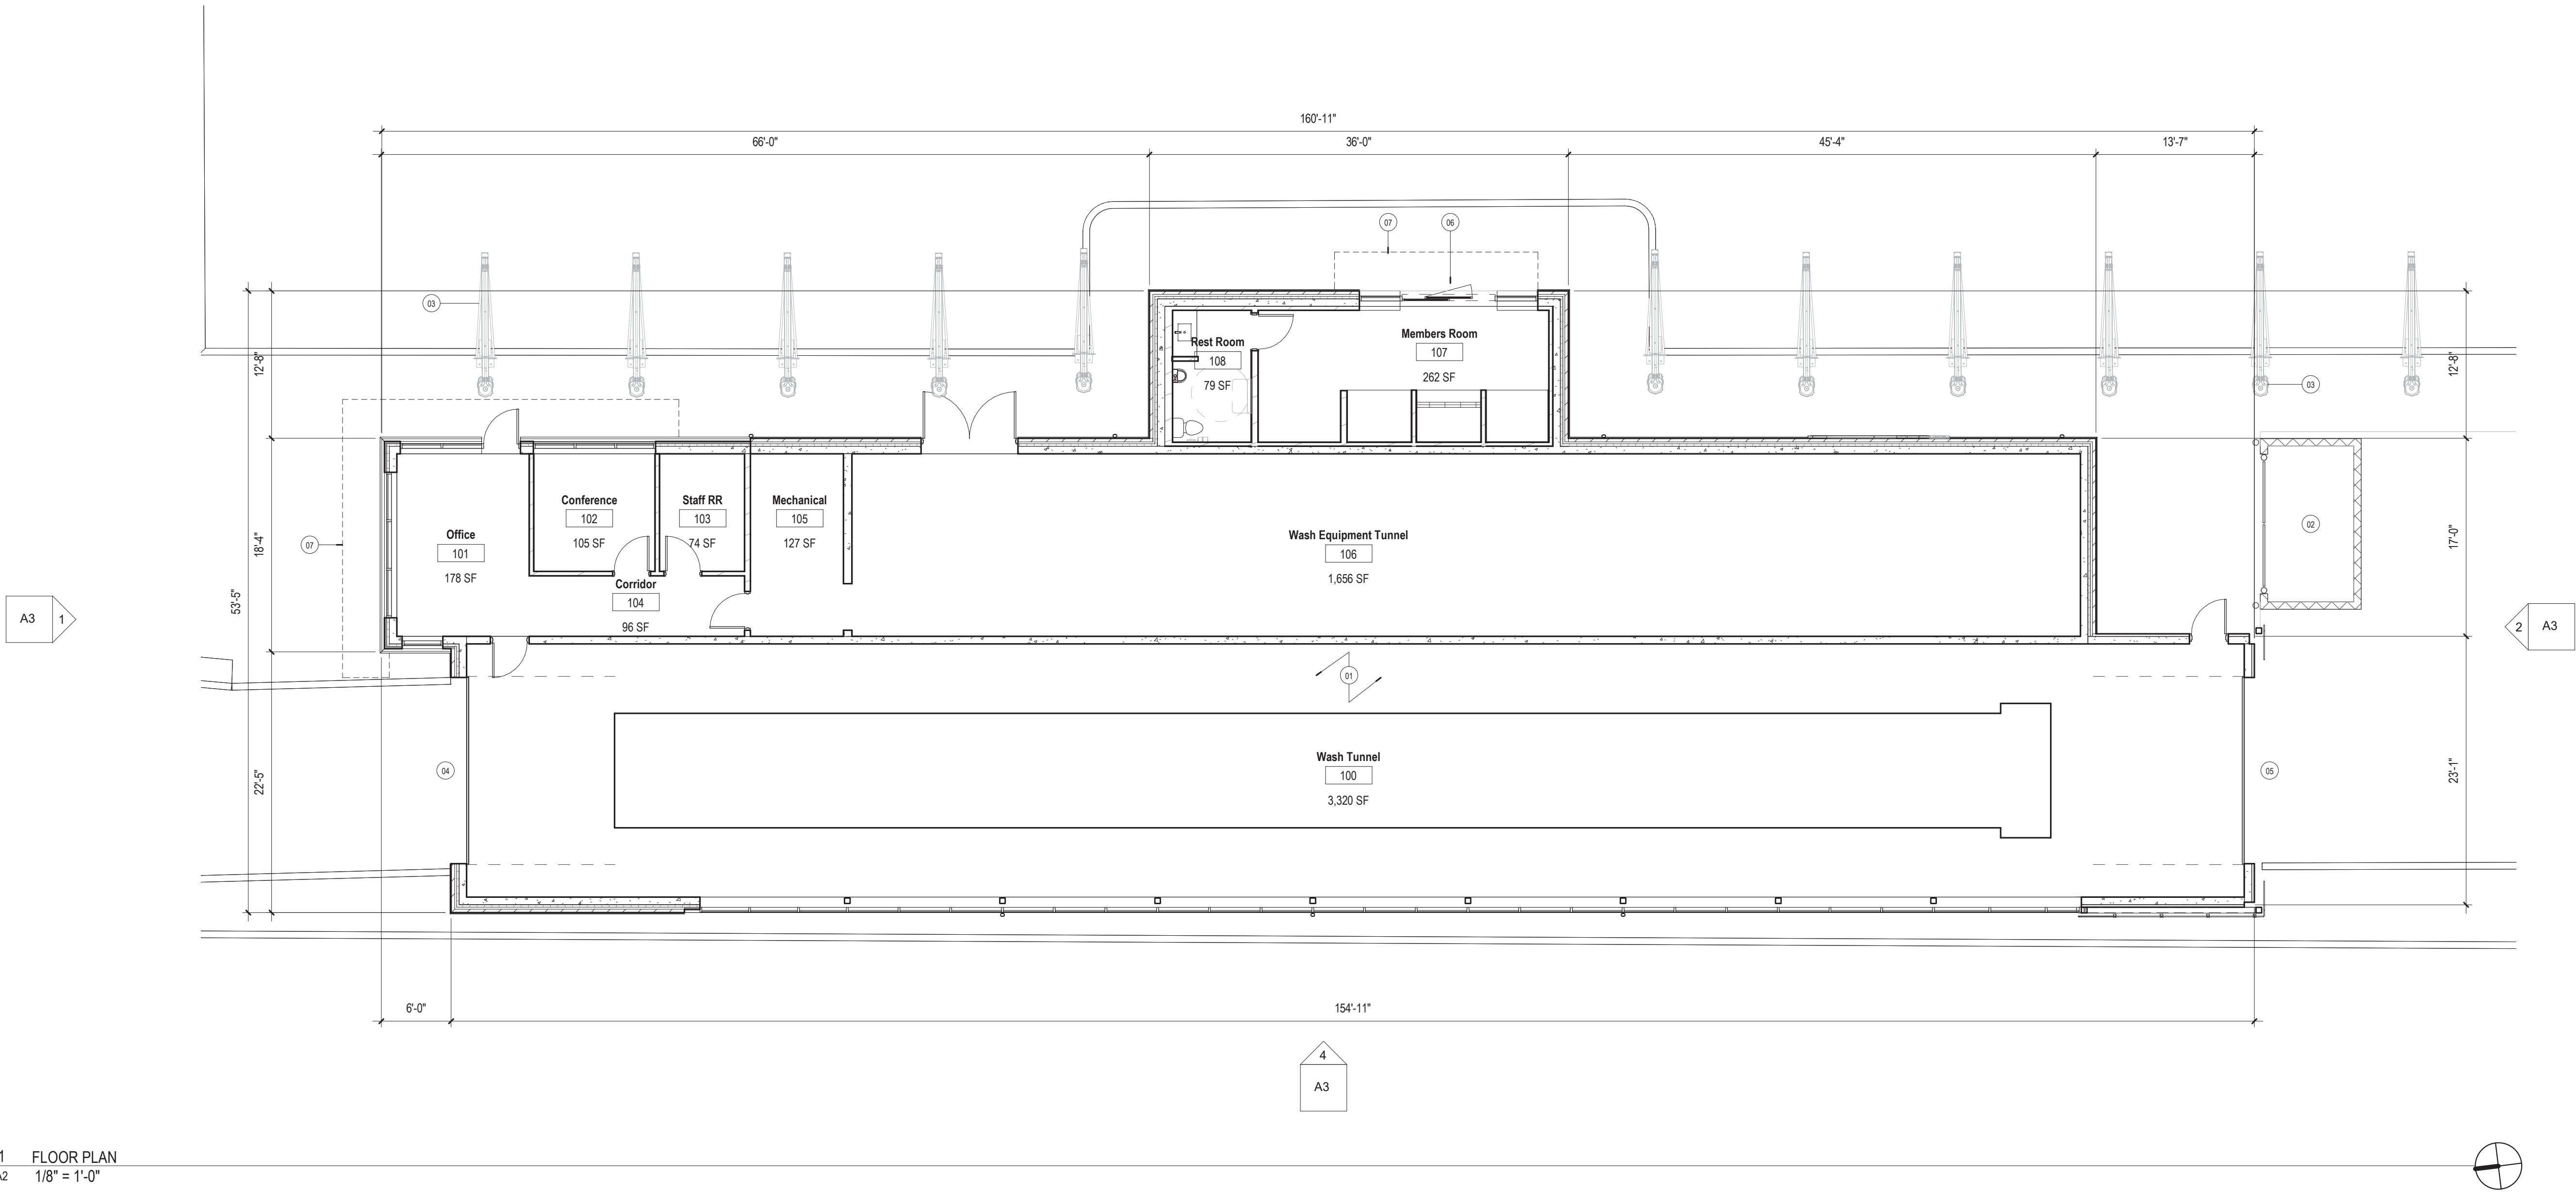 160'-11"
66'-0"
36'-0"
45'-4"
13'-7"
07
06
03
12'-8"
12'-8"
03
Rest Room
108
79 SF
Members Room
107
262 SF
Office
101
178 SF
Conference
102
105 SF
Staff RR
103
74 SF
Mechanical
105
127 SF
Wash Equipment Tunnel
106
1,656 SF
02
07
18'-4"
17'-0"
53'-5"
Corridor
104
96 SF
A3
1
2
A3
01
04
22'-5"
Wash Tunnel
100
3,320 SF
05
23'-1"
6'-0"
154'-11"
4
A3
1
FLOOR PLAN
A2
1/8" = 1'-0"